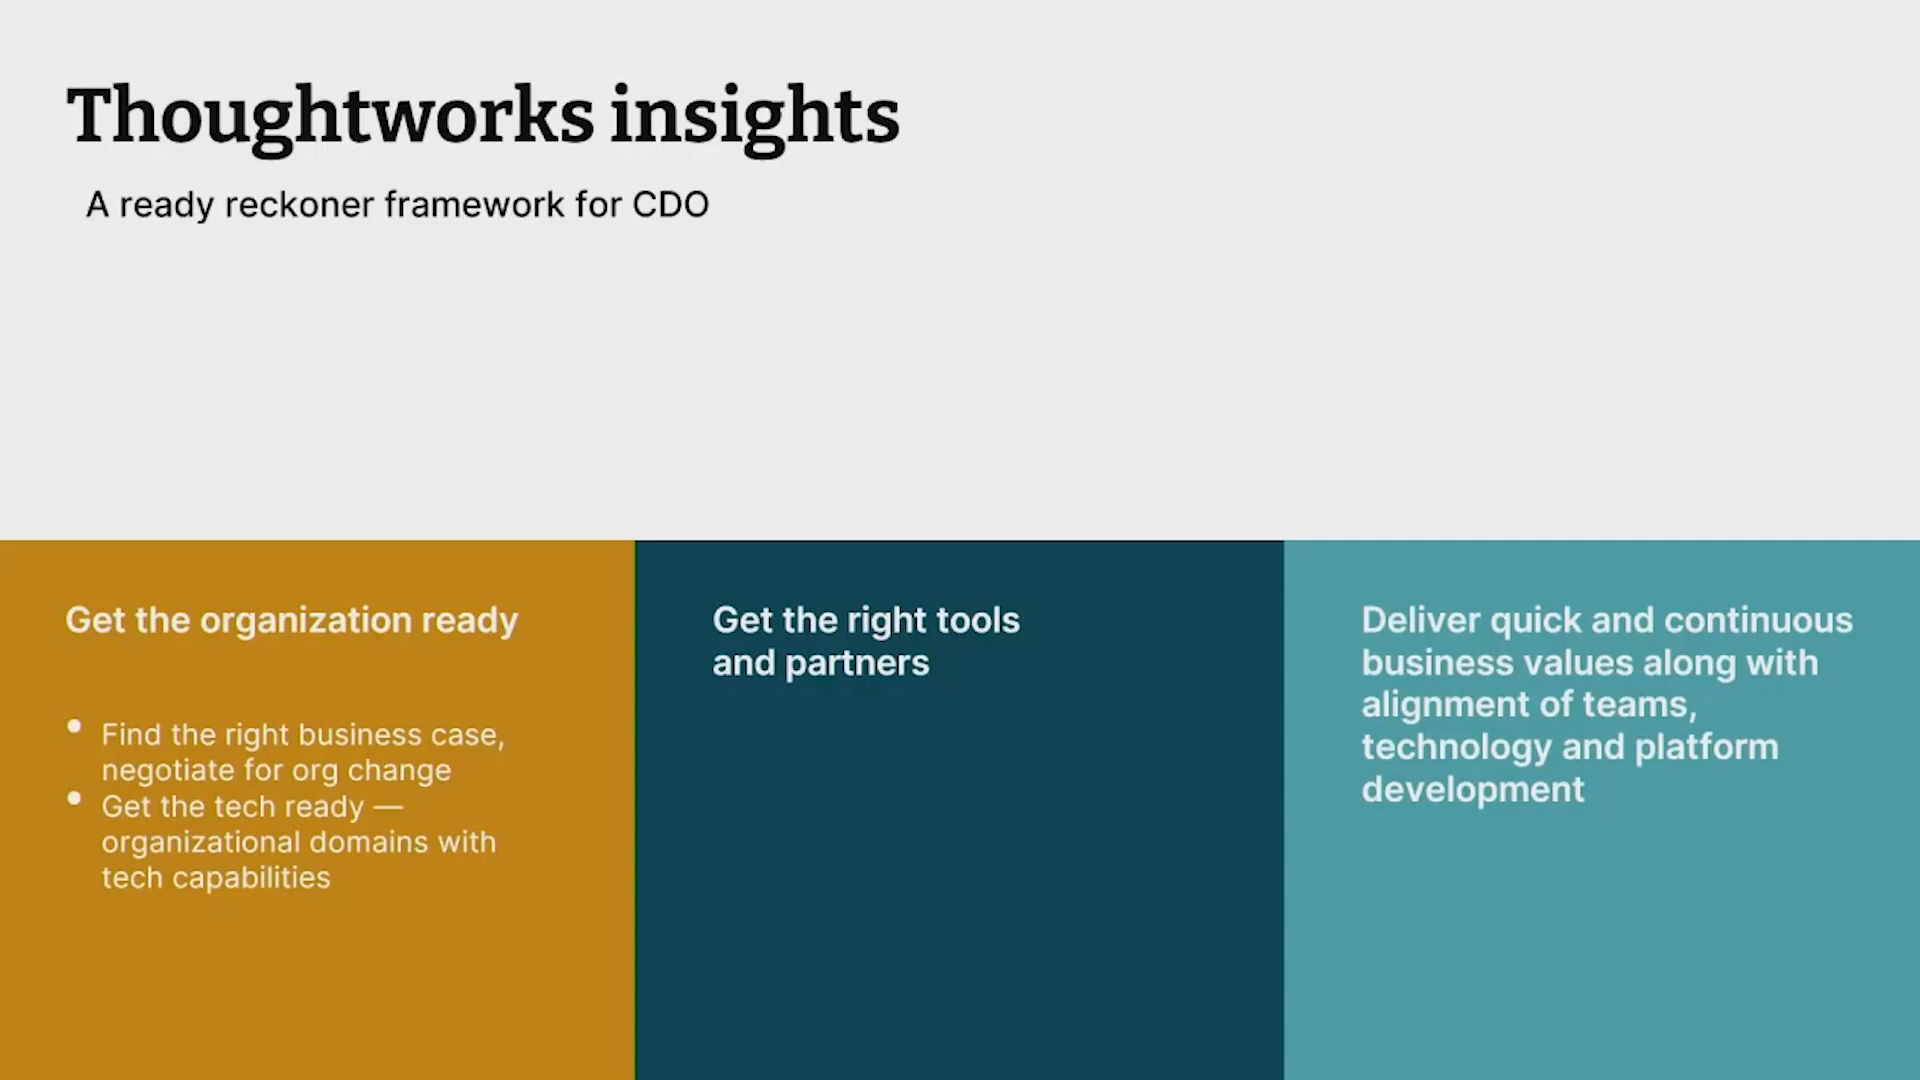 Thoughtworks insights
A ready reckoner framework for CDO
Get the organization ready
• Find the right business case,
negotiate for org change
• Get the tech ready —
organizational domains with
tech capabilities
Get the right tools
and partners
Deliver quick and continuous
business values along with
alignment of teams,
technology and platform
development